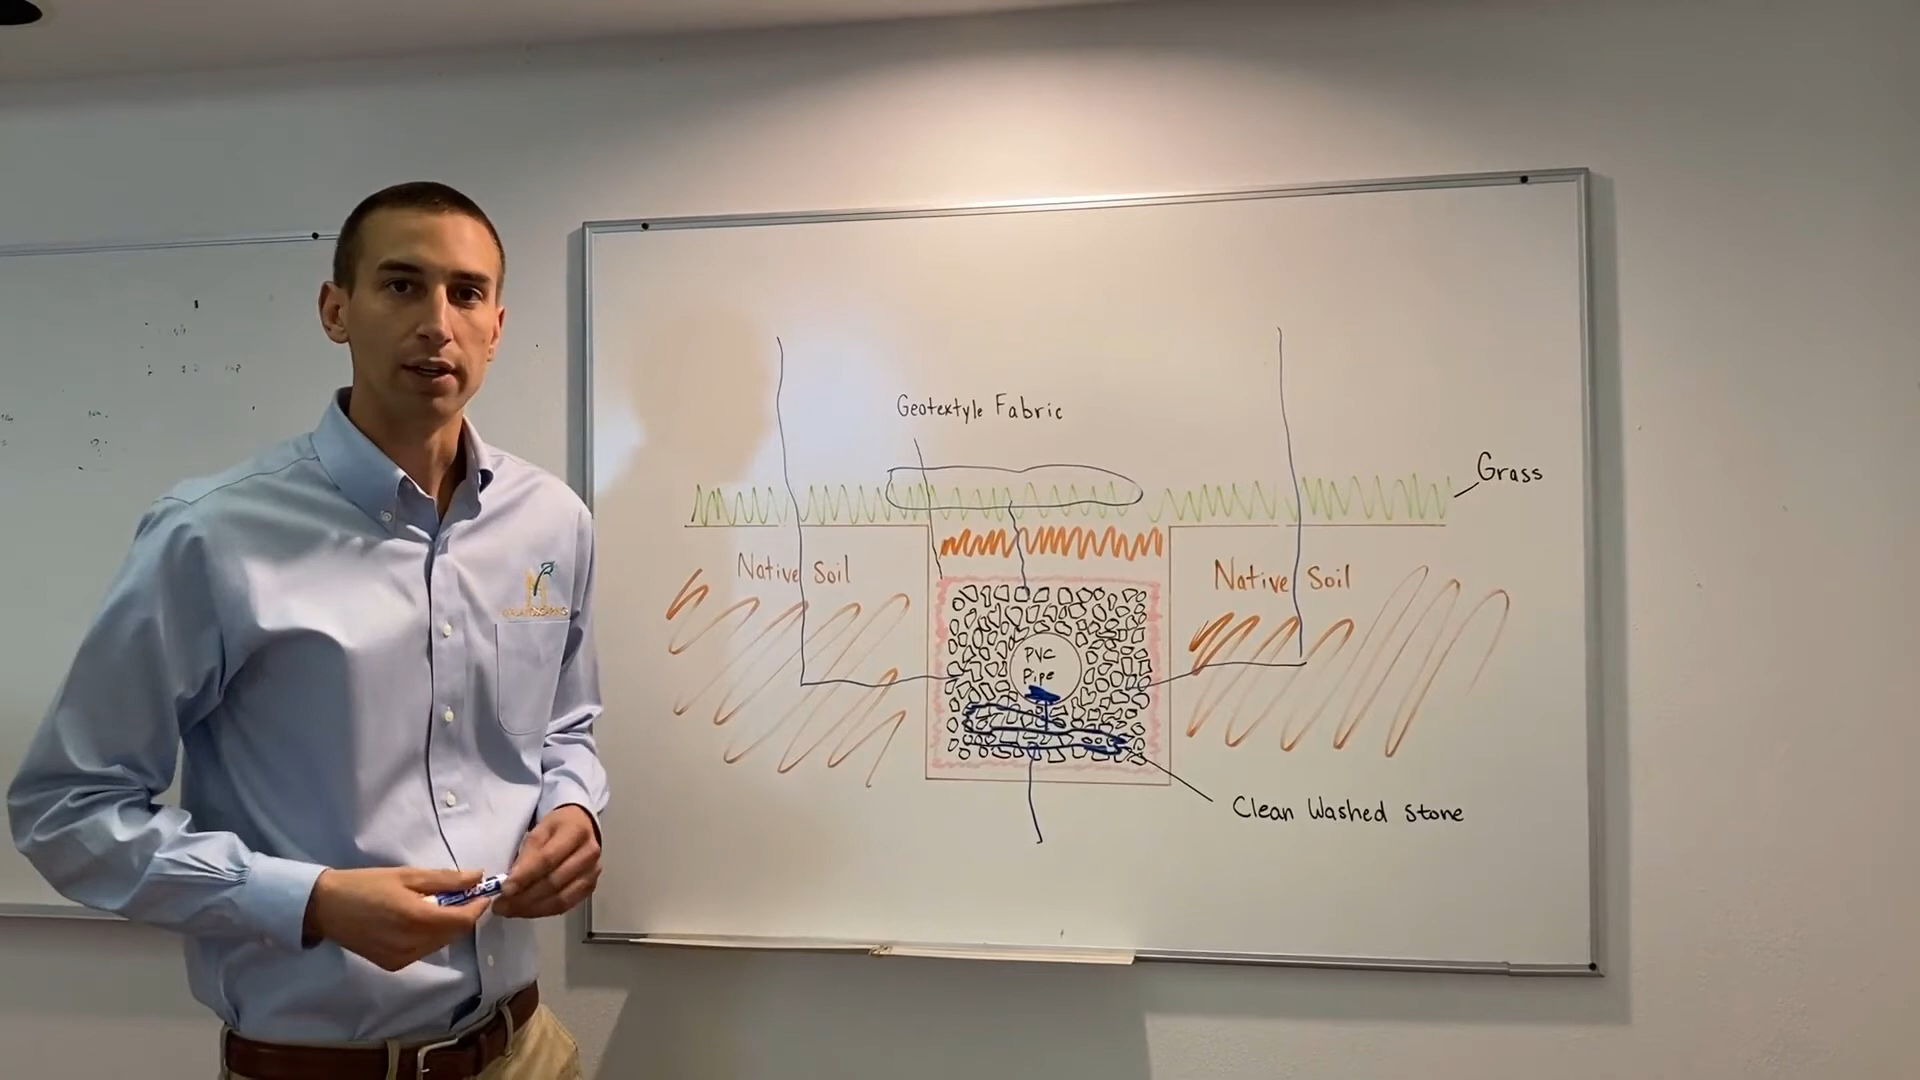 Geotextyle Fabric
Grass
Native Soil
Native Soil
PVC
Pipe
Clean Washed Stone